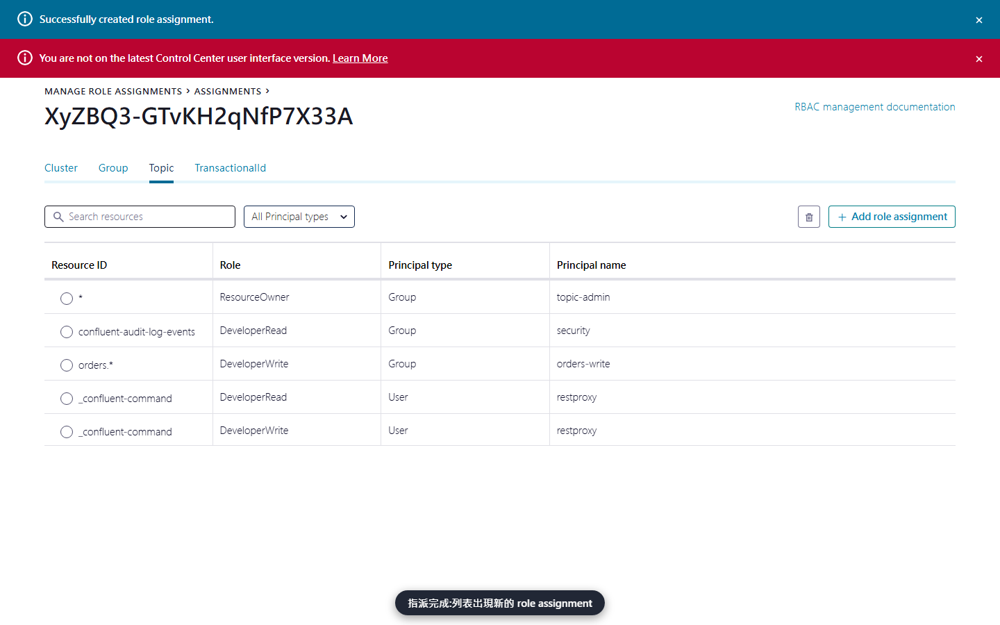 Successfully created role assignment.
You are not on the latest Control Center user interface version. Learn More
MANAGE ROLE ASSIGNMENTS > ASSIGNMENTS >
XyZBQ3-GTvKH2qNfP7X33A
RBAC management documentation
Cluster Group Topic TransactionalId
Search resources All Principal types + Add role assignment
Resource ID Role Principal type Principal name
* ResourceOwner Group topic-admin
confluent-audit-log-events DeveloperRead Group security
orders.* DeveloperWrite Group orders-write
_confluent-command DeveloperRead User restproxy
_confluent-command DeveloperWrite User restproxy
指派完成:列表出現新的 role assignment